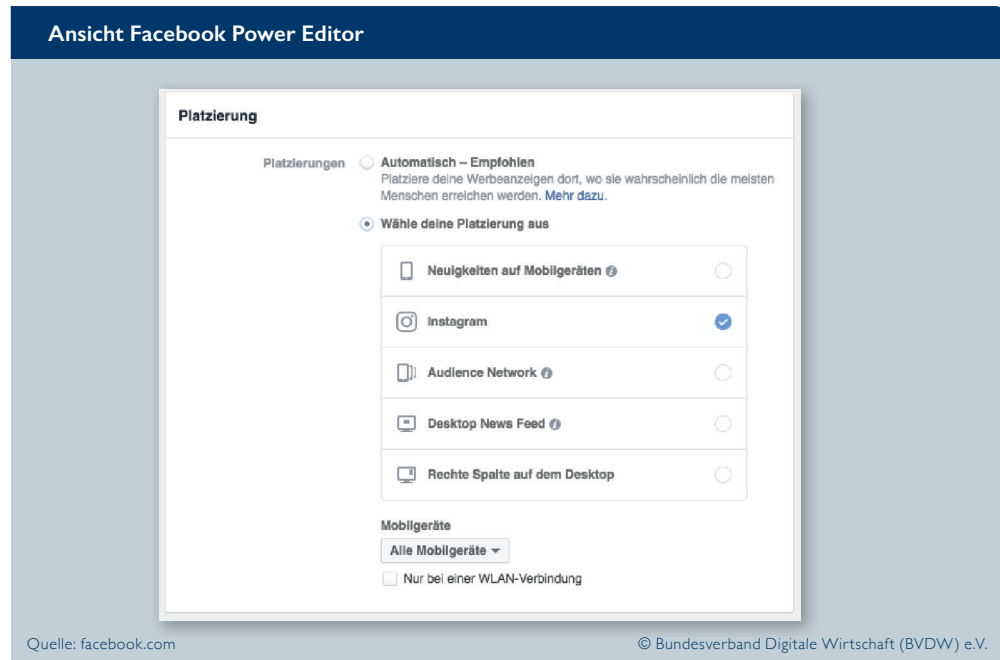 Ansicht Facebook Power Editor
Platzierung
Platzierungen
Automatisch – Empfohlen
Platziere deine Werbeanzeigen dort, wo sie wahrscheinlich die meisten
Menschen erreichen werden. Mehr dazu.
Wähle deine Platzierung aus
Neuigkeiten auf Mobilgeräten
Instagram
Audience Network
Desktop News Feed
Rechte Spalte auf dem Desktop
Mobilgeräte
Alle Mobilgeräte
Nur bei einer WLAN-Verbindung
Quelle: facebook.com
© Bundesverband Digitale Wirtschaft (BVDW) e.V.